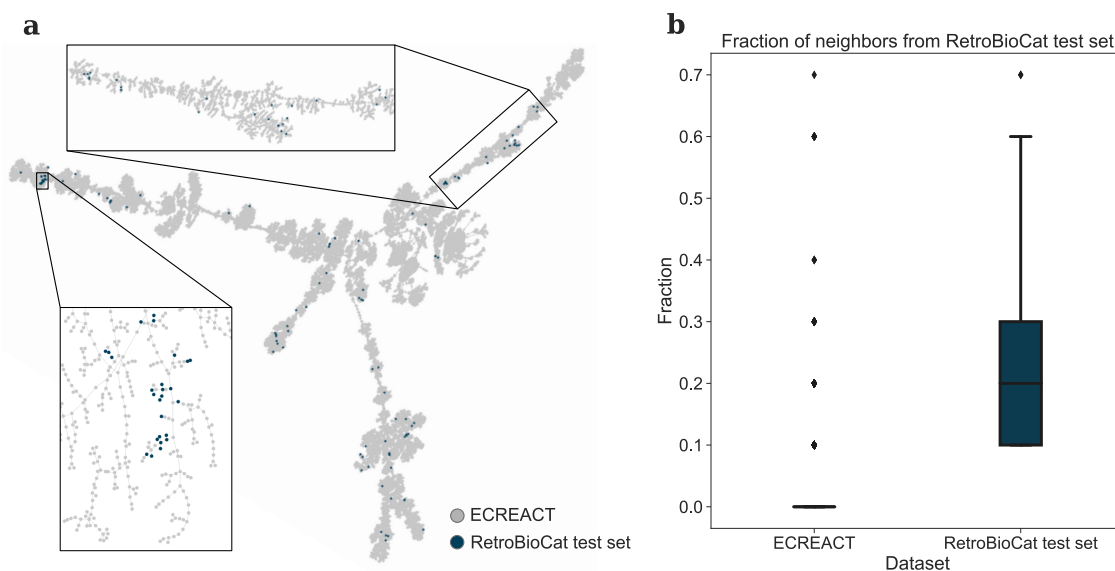 a
ECREACT
RetroBioCat test set
b
Fraction of neighbors from RetroBioCat test set
0.7
0.6
0.5
0.4
0.3
0.2
0.1
0.0
Fraction
ECREACT
RetroBioCat test set
Dataset